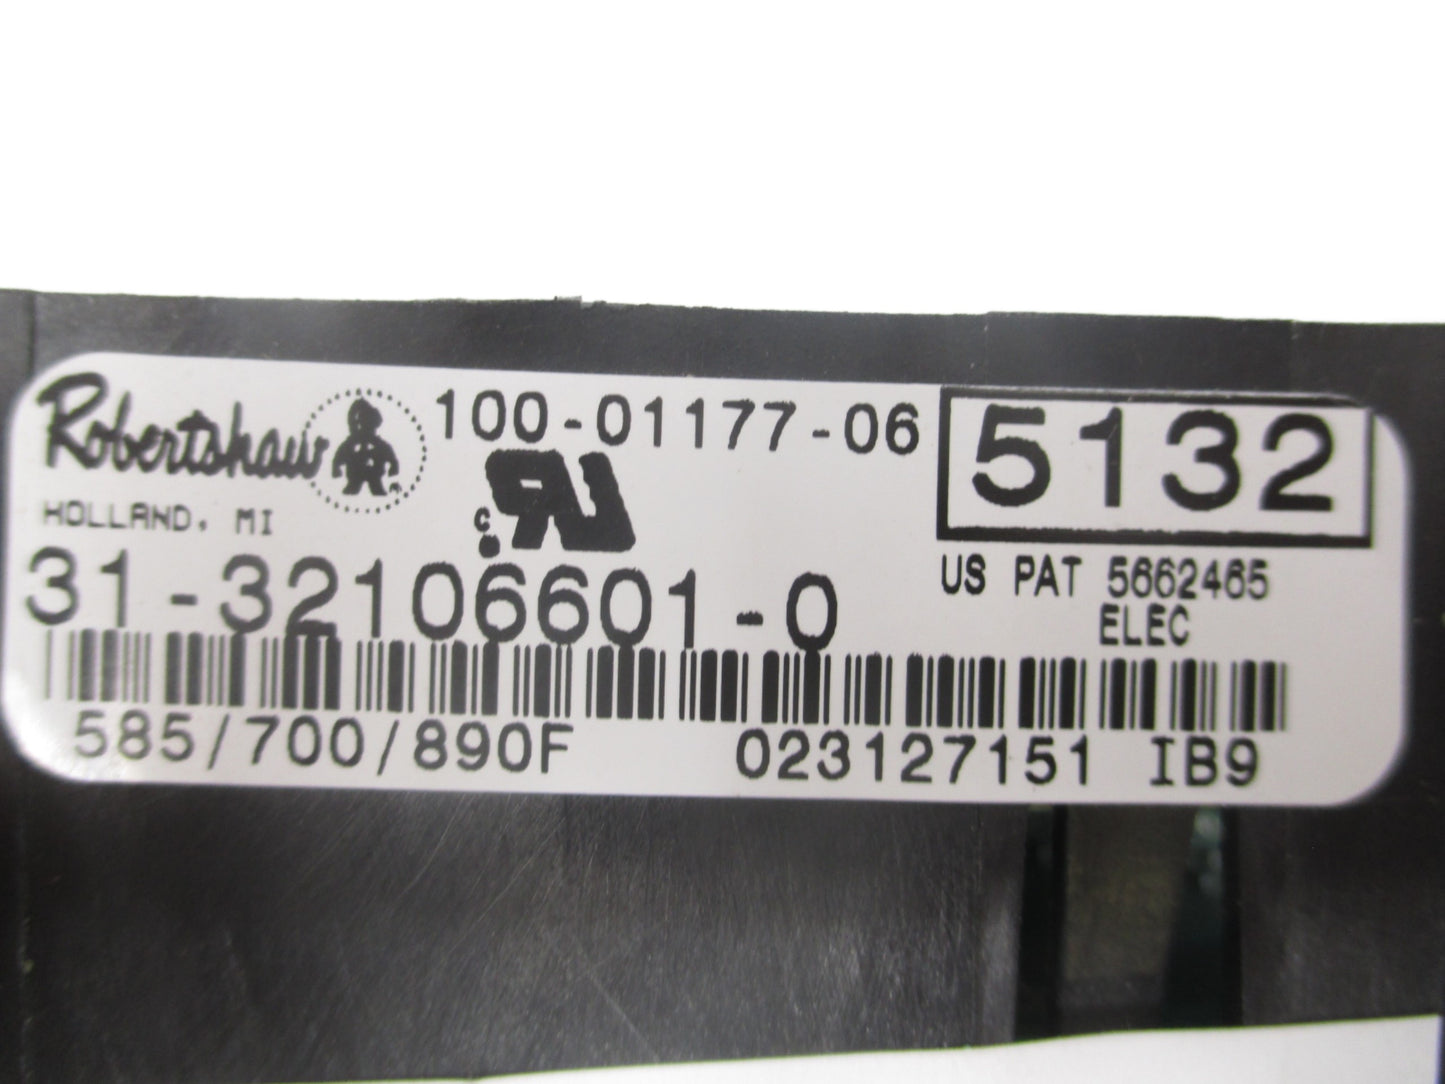 Robertshaw 100-01177-06 5132
HOLLAND, MI
31-32106601-0
US PAT 5662465
ELEC
585/700/890F 023127151 IB9